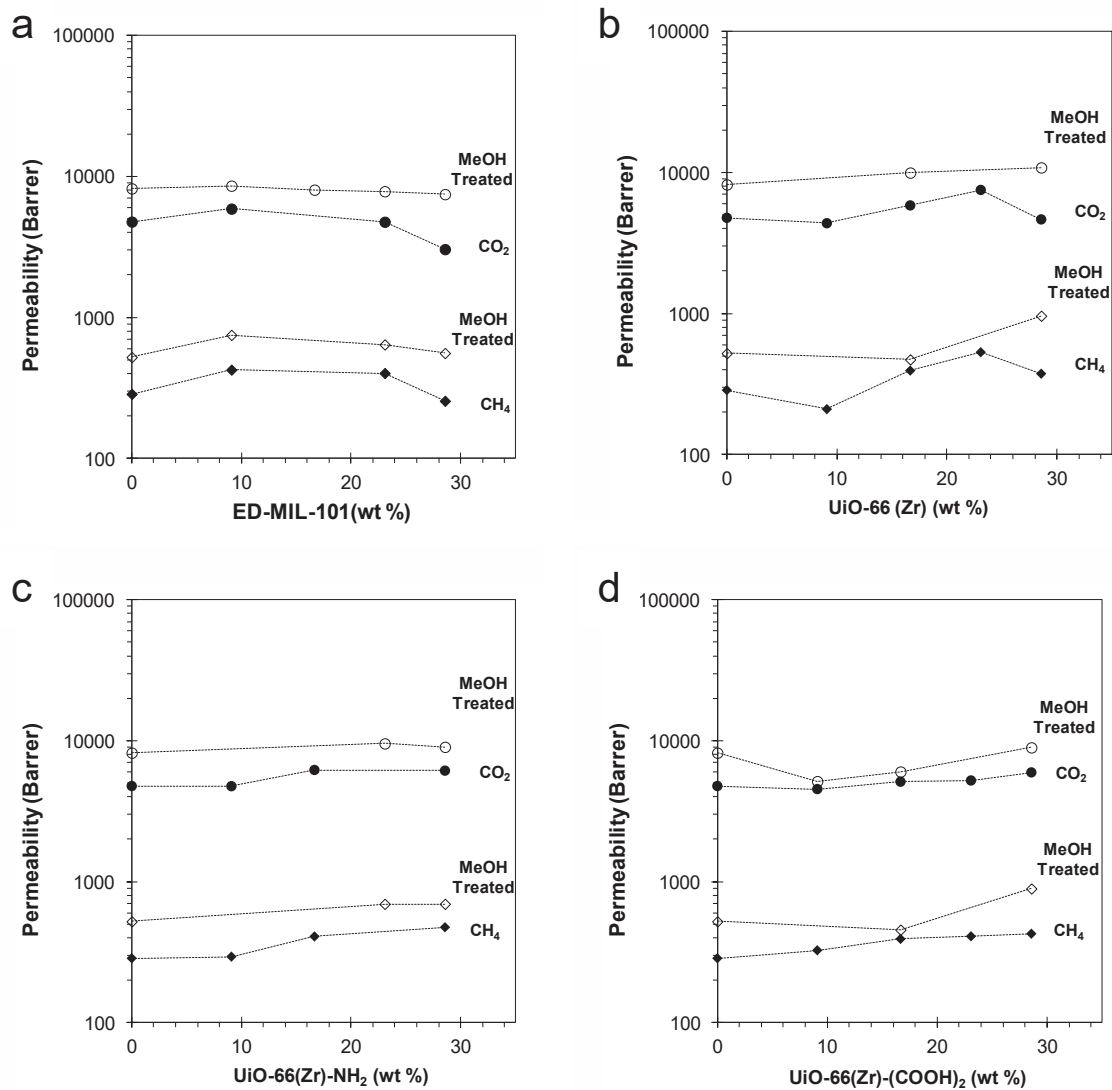 a
100000
10000
1000
100
Permeability (Barrer)
MeOH
Treated
CO₂
MeOH
Treated
CH₄
0 10 20 30
ED-MIL-101(wt %)
b
100000
10000
1000
100
Permeability (Barrer)
MeOH
Treated
CO₂
MeOH
Treated
CH₄
0 10 20 30
UiO-66 (Zr) (wt %)
c
100000
10000
1000
100
Permeability (Barrer)
MeOH
Treated
CO₂
MeOH
Treated
CH₄
0 10 20 30
UiO-66(Zr)-NH₂ (wt %)
d
100000
10000
1000
100
Permeability (Barrer)
MeOH
Treated
CO₂
MeOH
Treated
CH₄
0 10 20 30
UiO-66(Zr)-(COOH)₂ (wt %)